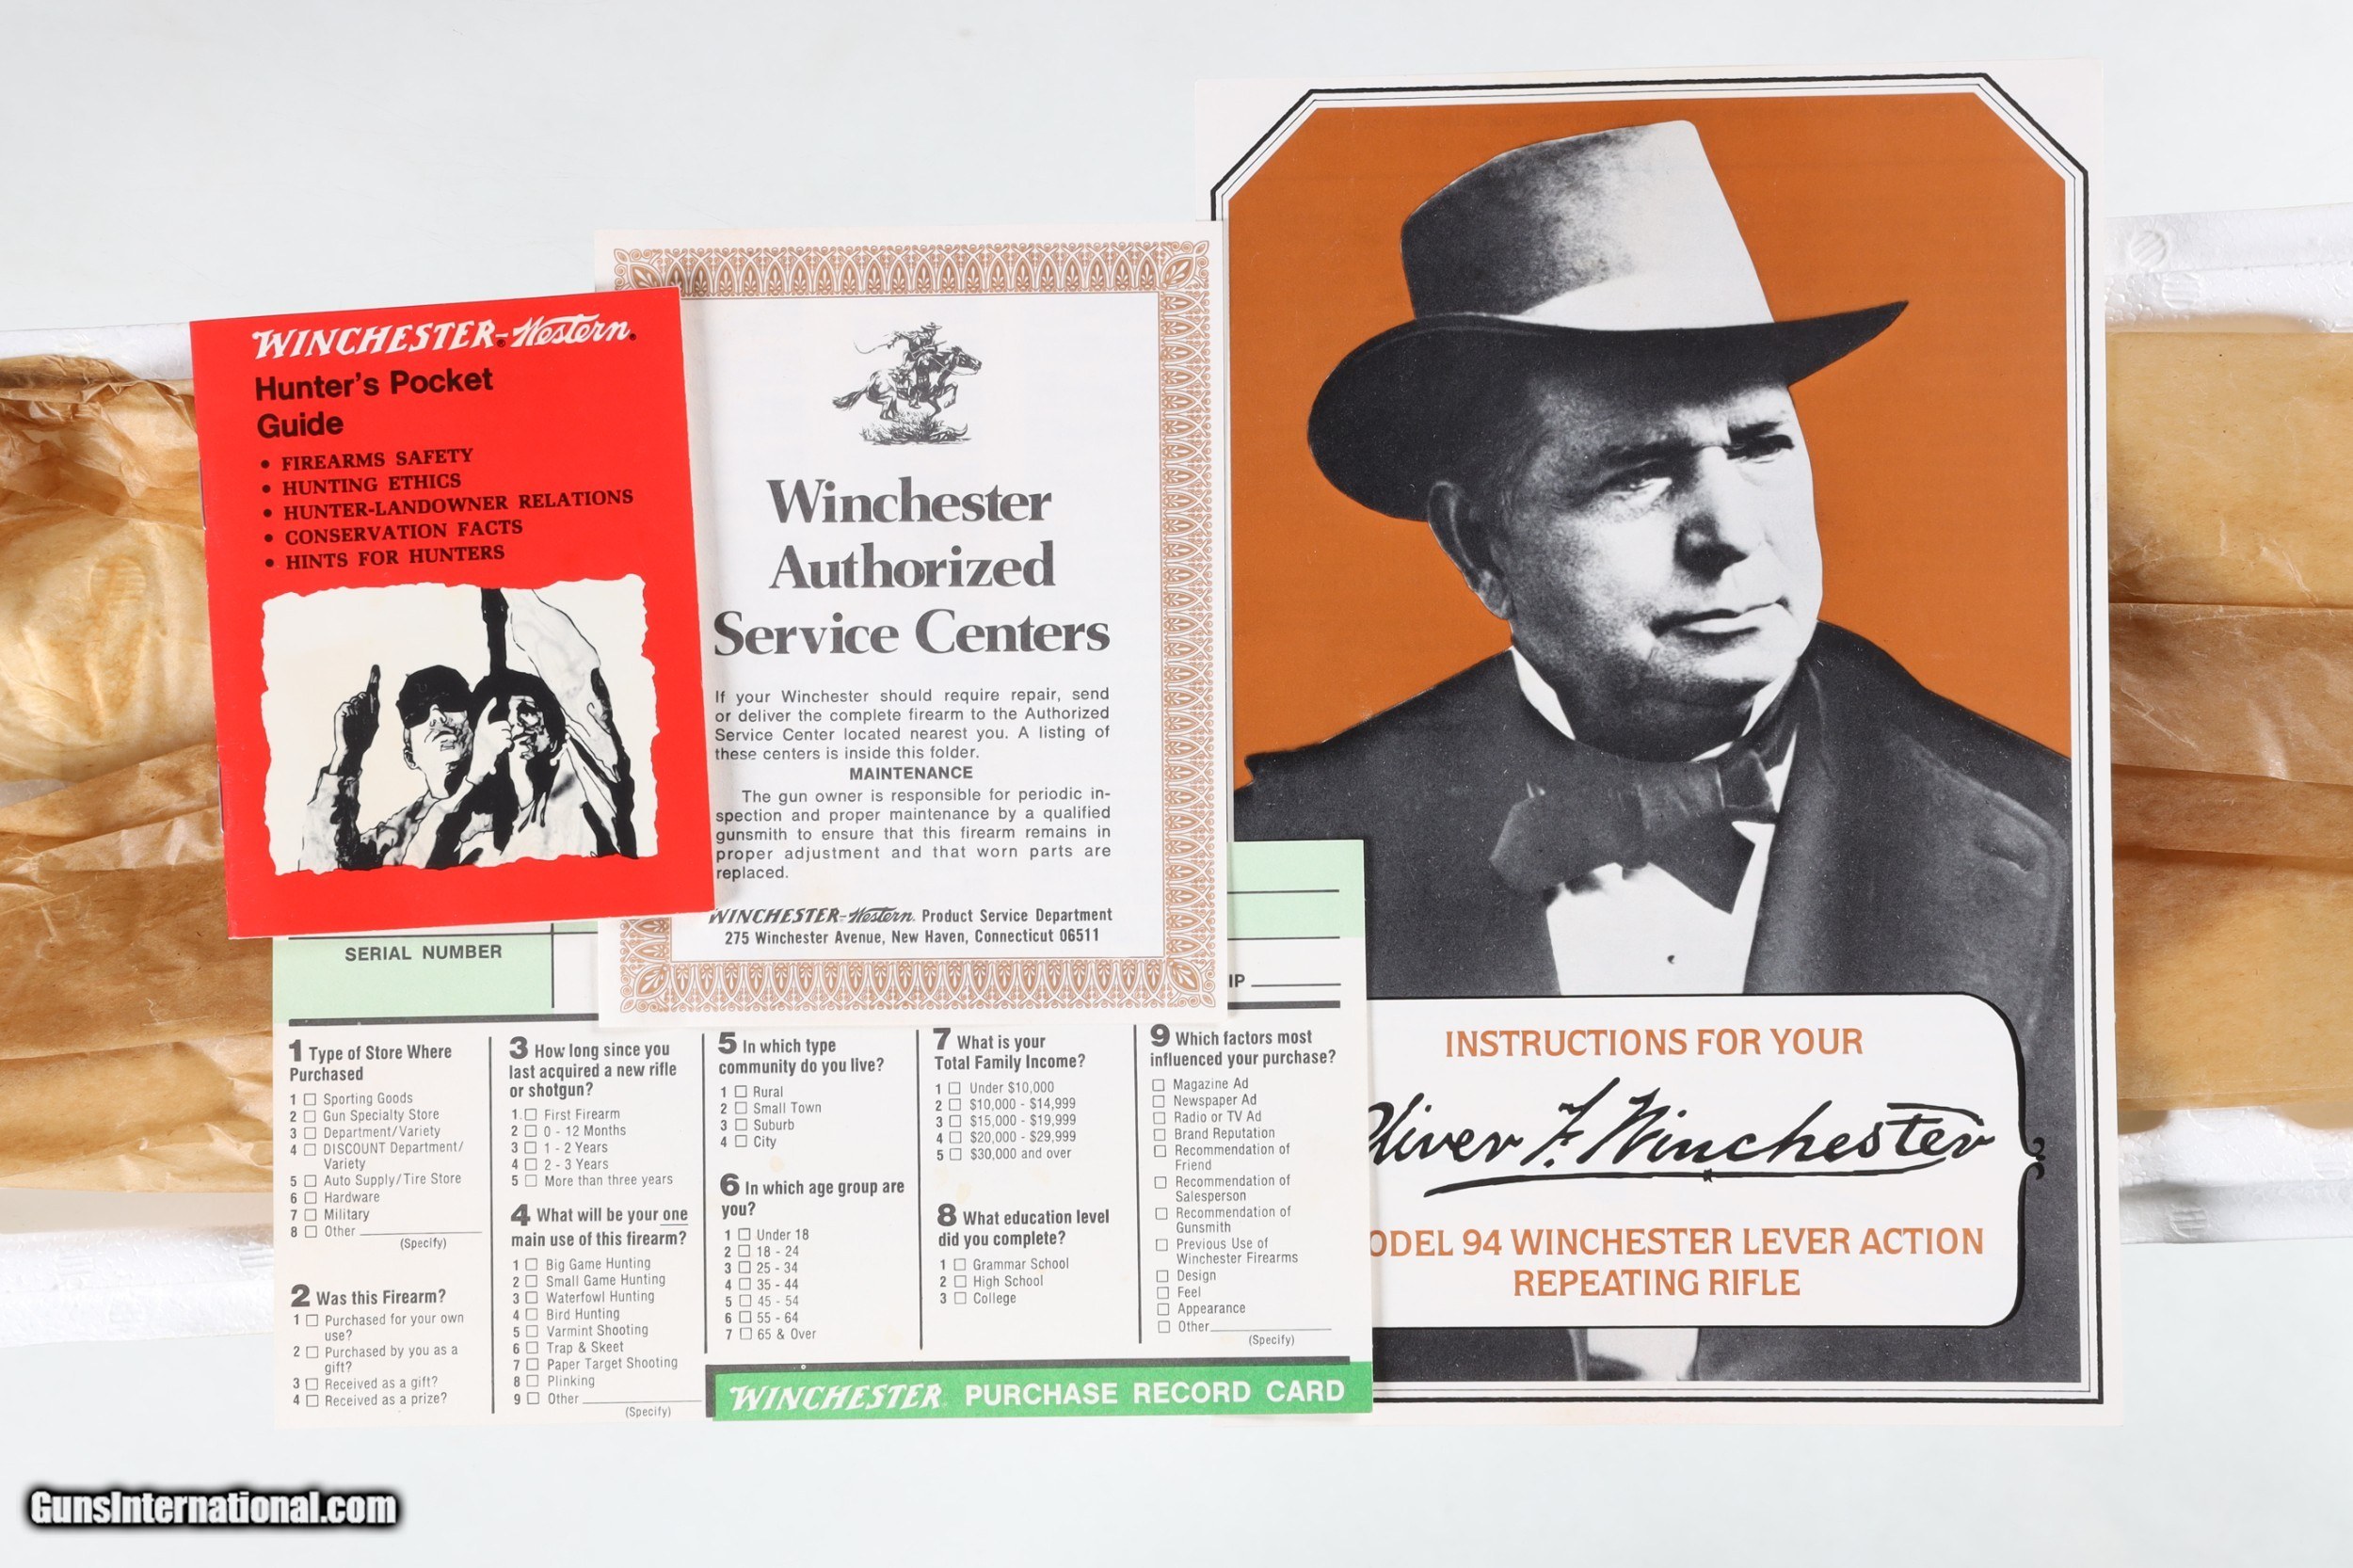 WINCHESTER-Western
Hunter's Pocket
Guide
• FIREARMS SAFETY
• HUNTING ETHICS
• HUNTER-LANDOWNER RELATIONS
• CONSERVATION FACTS
• HINTS FOR HUNTERS
Winchester
Authorized
Service Centers
If your Winchester should require repair, send
or deliver the complete firearm to the Authorized
Service Center located nearest you. A listing of
these centers is inside this folder.
MAINTENANCE
The gun owner is responsible for periodic in-
spection and proper maintenance by a qualified
gunsmith to ensure that this firearm remains in
proper adjustment and that worn parts are
replaced.
WINCHESTER-Western Product Service Department
275 Winchester Avenue, New Haven, Connecticut 06511
SERIAL NUMBER
IP
1 Type of Store Where
Purchased
1 Sporting Goods
2 Gun Specialty Store
3 Department/Variety
4 DISCOUNT Department/
Variety
5 Auto Supply/Tire Store
6 Hardware
7 Military
8 Other
(Specify)
2 Was this Firearm?
1 Purchased for your own
use?
2 Purchased by you as a
gift?
3 Received as a gift?
4 Received as a prize?
3 How long since you
last acquired a new rifle
or shotgun?
1. First Firearm
2 0 - 12 Months
3 1 - 2 Years
4 2 - 3 Years
5 More than three years
4 What will be your one
main use of this firearm?
1 Big Game Hunting
2 Small Game Hunting
3 Waterfowl Hunting
4 Bird Hunting
5 Varmint Shooting
6 Trap & Skeet
7 Paper Target Shooting
8 Plinking
9 Other
(Specify)
5 In which type
community do you live?
1 Rural
2 Small Town
3 Suburb
4 City
6 In which age group are
you?
1 Under 18
2 18 - 24
3 25 - 34
4 35 - 44
5 45 - 54
6 55 - 64
7 65 & Over
7 What is your
Total Family Income?
1 Under $10,000
2 $10,000 - $14,999
3 $15,000 - $19,999
4 $20,000 - $29,999
5 $30,000 and over
8 What education level
did you complete?
1 Grammar School
2 High School
3 College
9 Which factors most
influenced your purchase?
Magazine Ad
Newspaper Ad
Radio or TV Ad
Brand Reputation
Recommendation of
Friend
Recommendation of
Salesperson
Recommendation of
Gunsmith
Previous Use of
Winchester Firearms
Design
Feel
Appearance
Other
(Specify)
WINCHESTER PURCHASE RECORD CARD
INSTRUCTIONS FOR YOUR
Oliver F. Winchester
ODEL 94 WINCHESTER LEVER ACTION
REPEATING RIFLE
GunsInternational.com